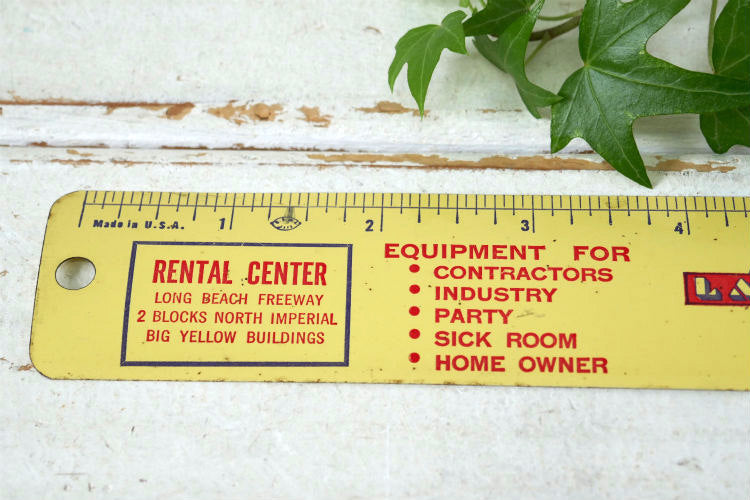 Made in U.S.A.
1 2 3 4
RENTAL CENTER
LONG BEACH FREEWAY
2 BLOCKS NORTH IMPERIAL
BIG YELLOW BUILDINGS
EQUIPMENT FOR
• CONTRACTORS
• INDUSTRY
• PARTY
• SICK ROOM
• HOME OWNER